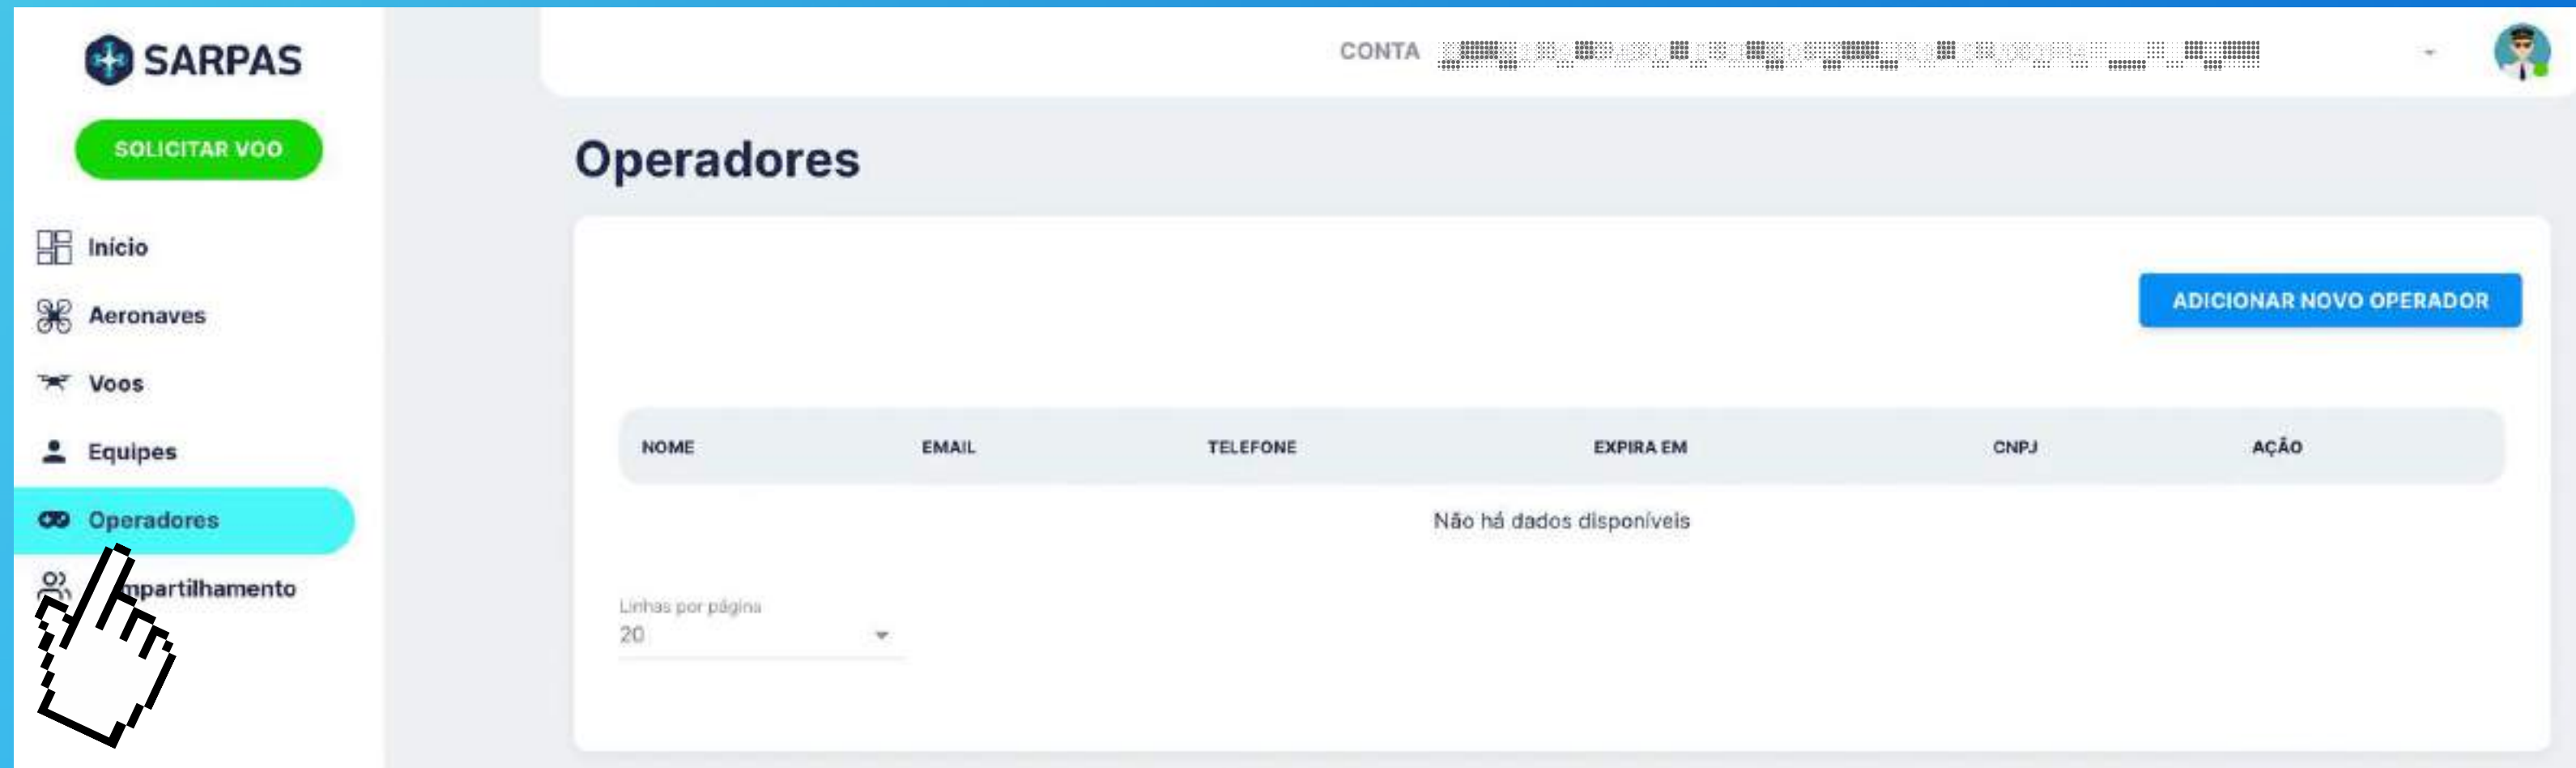 SARPAS
CONTA
SOLICITAR VOO
Operadores
Início
Aeronaves
Voos
Equipes
Operadores
mpartilhamento
ADICIONAR NOVO OPERADOR
NOME EMAIL TELEFONE EXPIRA EM CNPJ AÇÃO
Não há dados disponíveis
Linhas por página
20